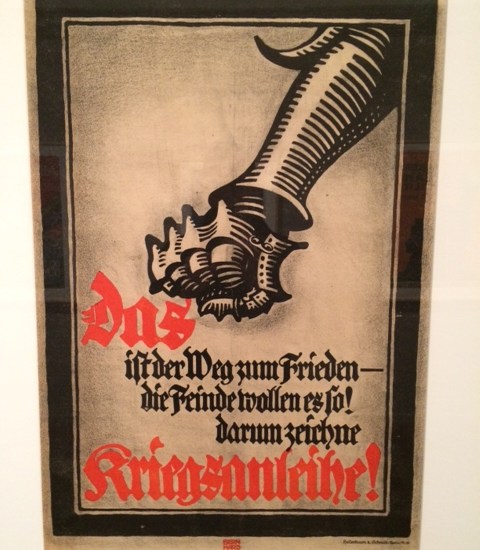 Das
ist der Weg zum Frieden—
die Feinde wollen es so!
darum zeichne
Kriegsanleihe!